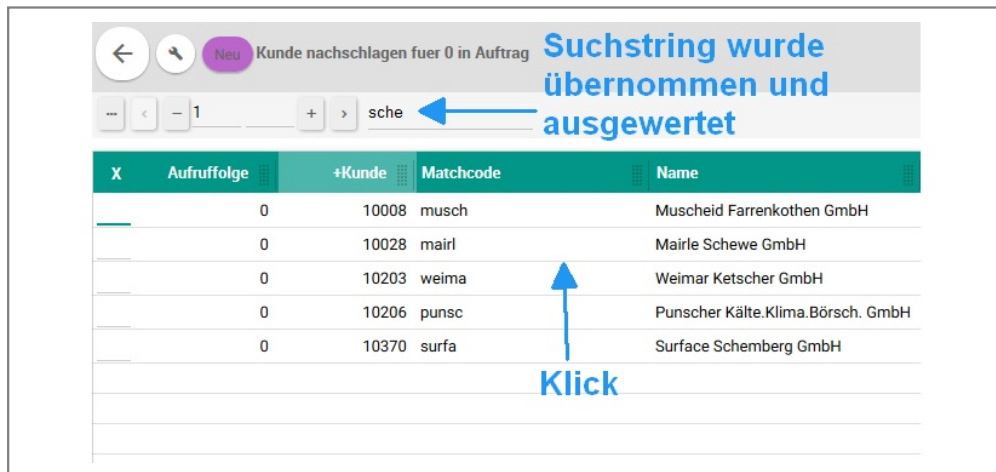 Neu Kunde nachschlagen fuer 0 in Auftrag
Suchstring wurde
übernommen und
ausgewertet
... < − 1 + > sche
X Aufruffolge +Kunde Matchcode Name
0 10008 musch Muscheid Farrenkothen GmbH
0 10028 mairl Mairle Schewe GmbH
0 10203 weima Weimar Ketscher GmbH
0 10206 punsc Punscher Kälte.Klima.Börsch. GmbH
0 10370 surfa Surface Schemberg GmbH
Klick